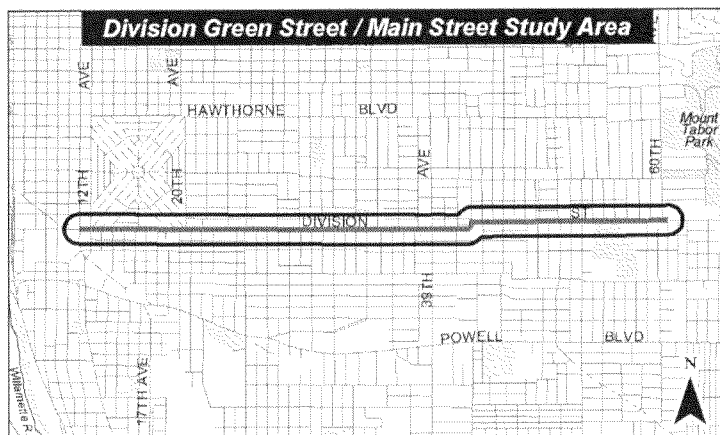 Division Green Street / Main Street Study Area
AVE
AVE
HAWTHORNE BLVD
Mount
Tabor
Park
AVE
60TH
12TH
20TH
DIVISION
ST
39TH
POWELL BLVD
17TH AVE
Willamette R
N